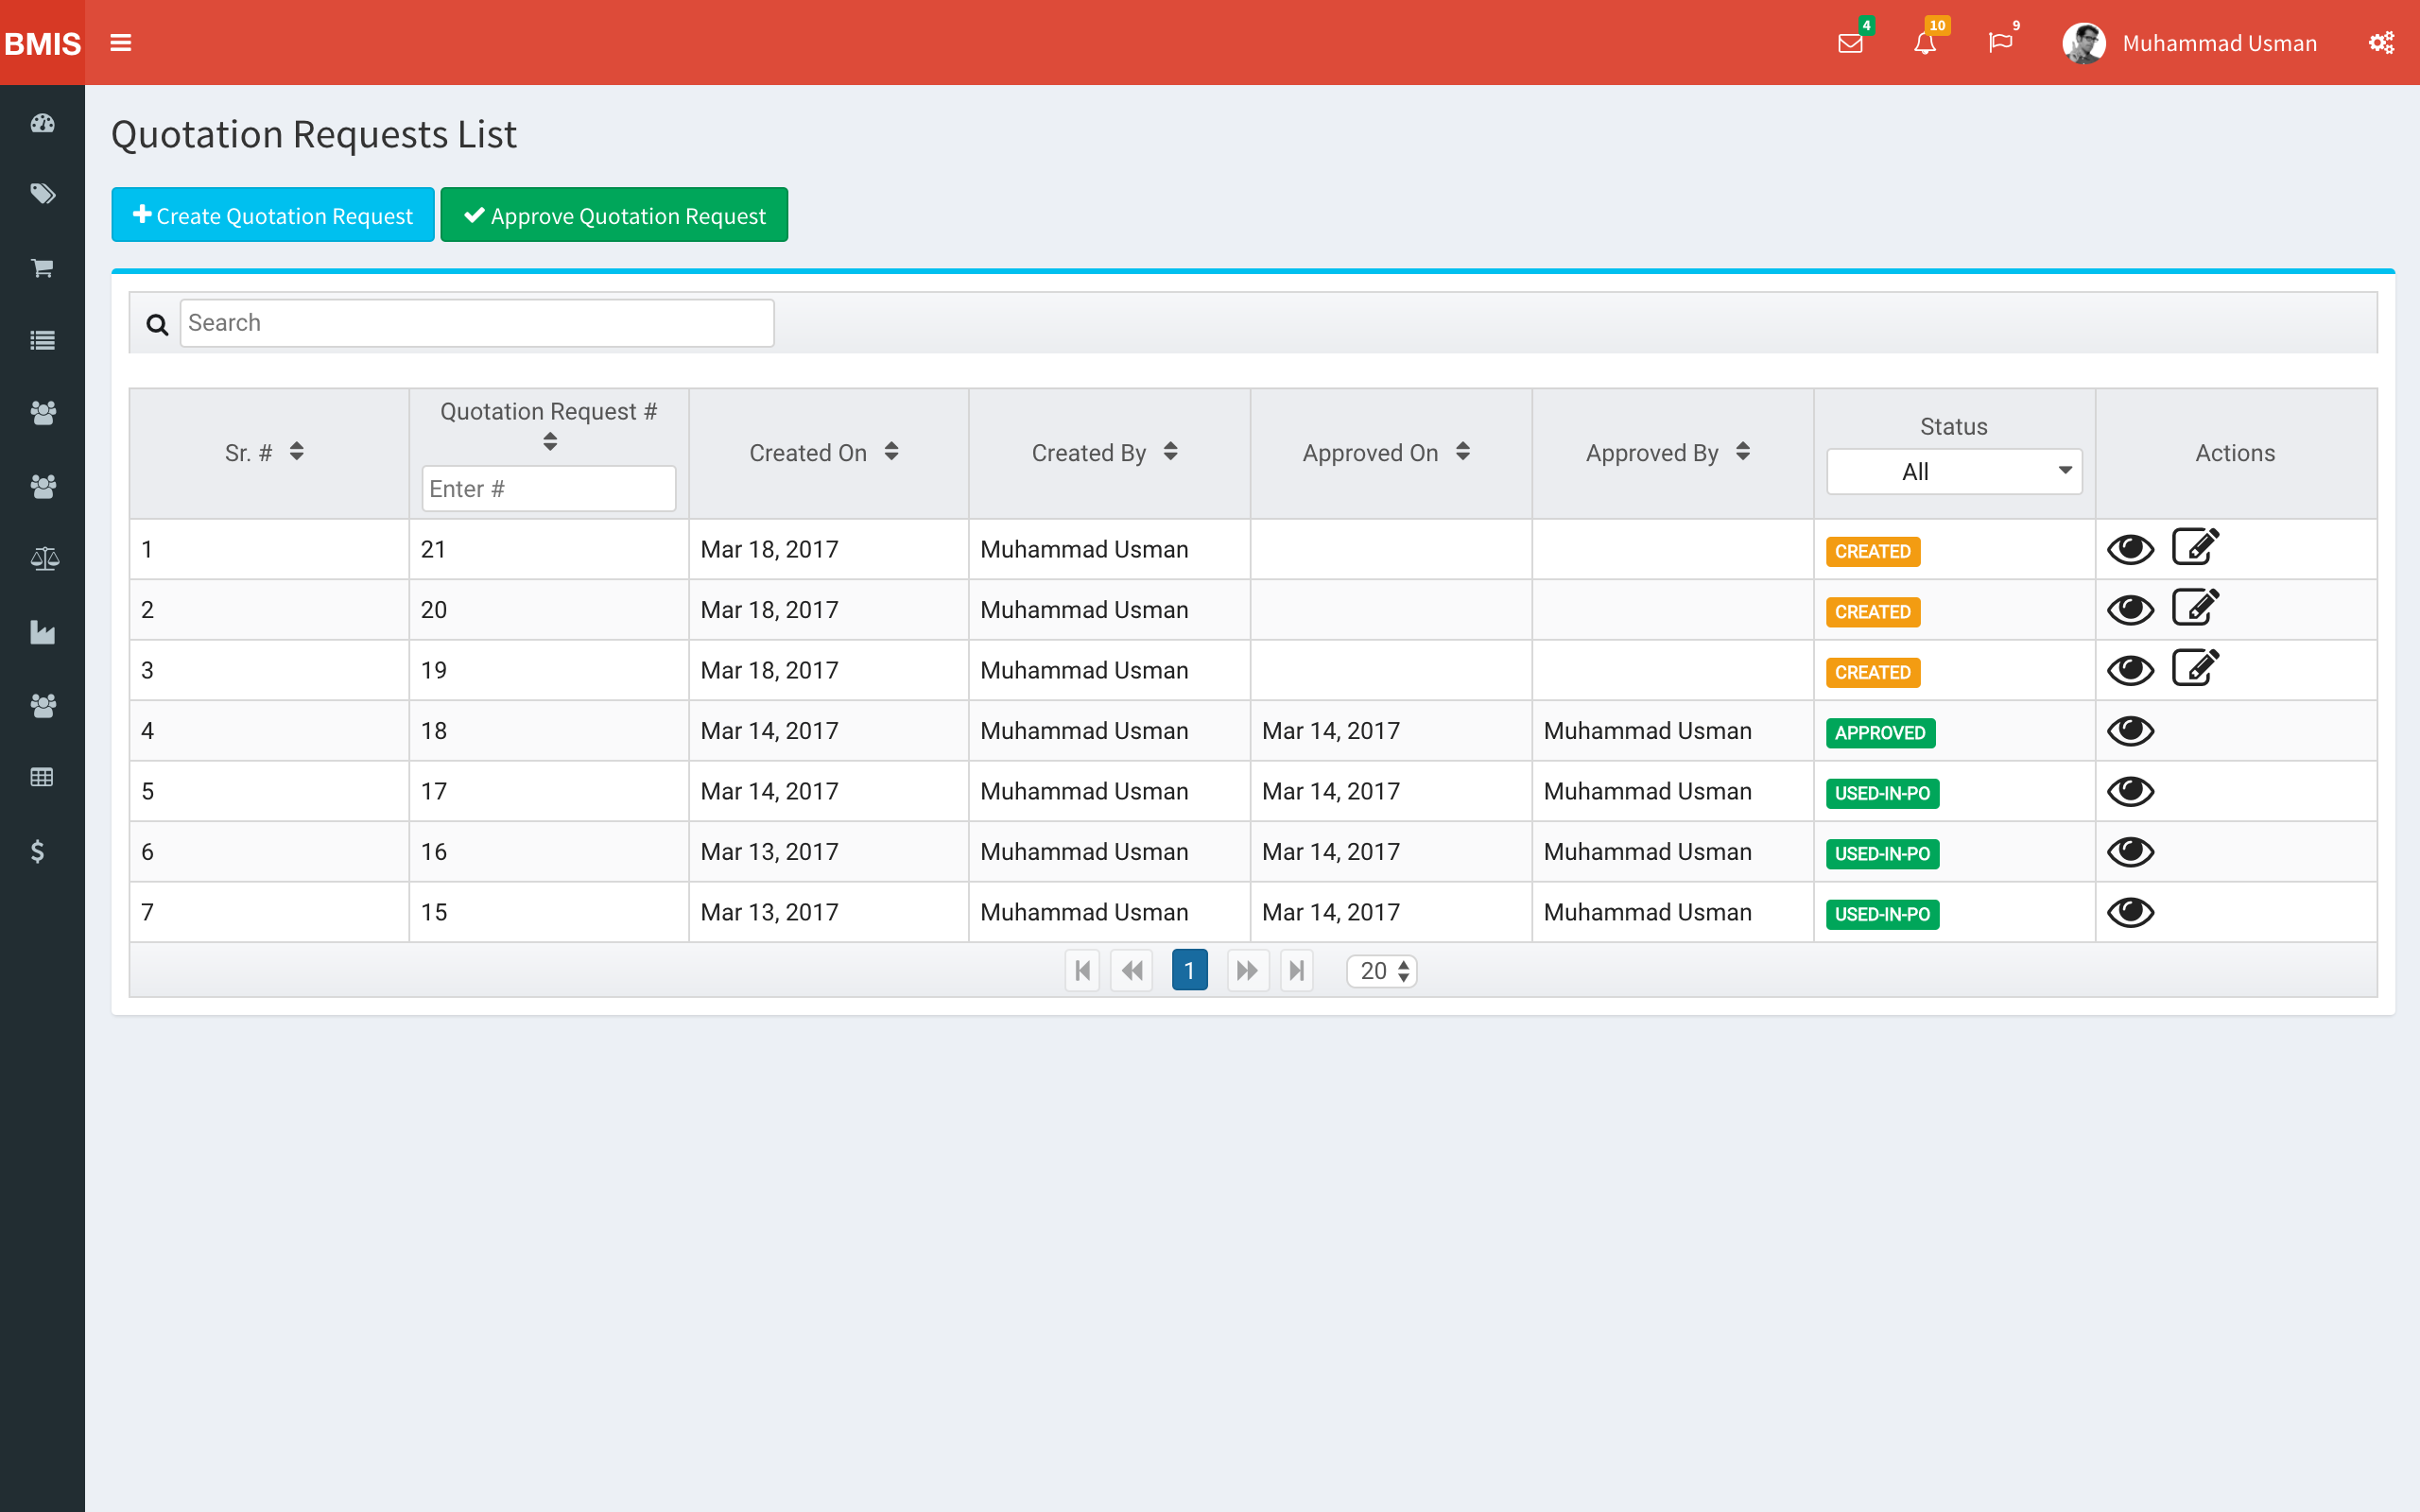 BMIS
4
10
9
Muhammad Usman
Quotation Requests List
Create Quotation Request
Approve Quotation Request
Search
Sr. # Quotation Request # Created On Created By Approved On Approved By Status Actions
Enter #
All
1 21 Mar 18, 2017 Muhammad Usman CREATED
2 20 Mar 18, 2017 Muhammad Usman CREATED
3 19 Mar 18, 2017 Muhammad Usman CREATED
4 18 Mar 14, 2017 Muhammad Usman Mar 14, 2017 Muhammad Usman APPROVED
5 17 Mar 14, 2017 Muhammad Usman Mar 14, 2017 Muhammad Usman USED-IN-PO
6 16 Mar 13, 2017 Muhammad Usman Mar 14, 2017 Muhammad Usman USED-IN-PO
7 15 Mar 13, 2017 Muhammad Usman Mar 14, 2017 Muhammad Usman USED-IN-PO
1 20